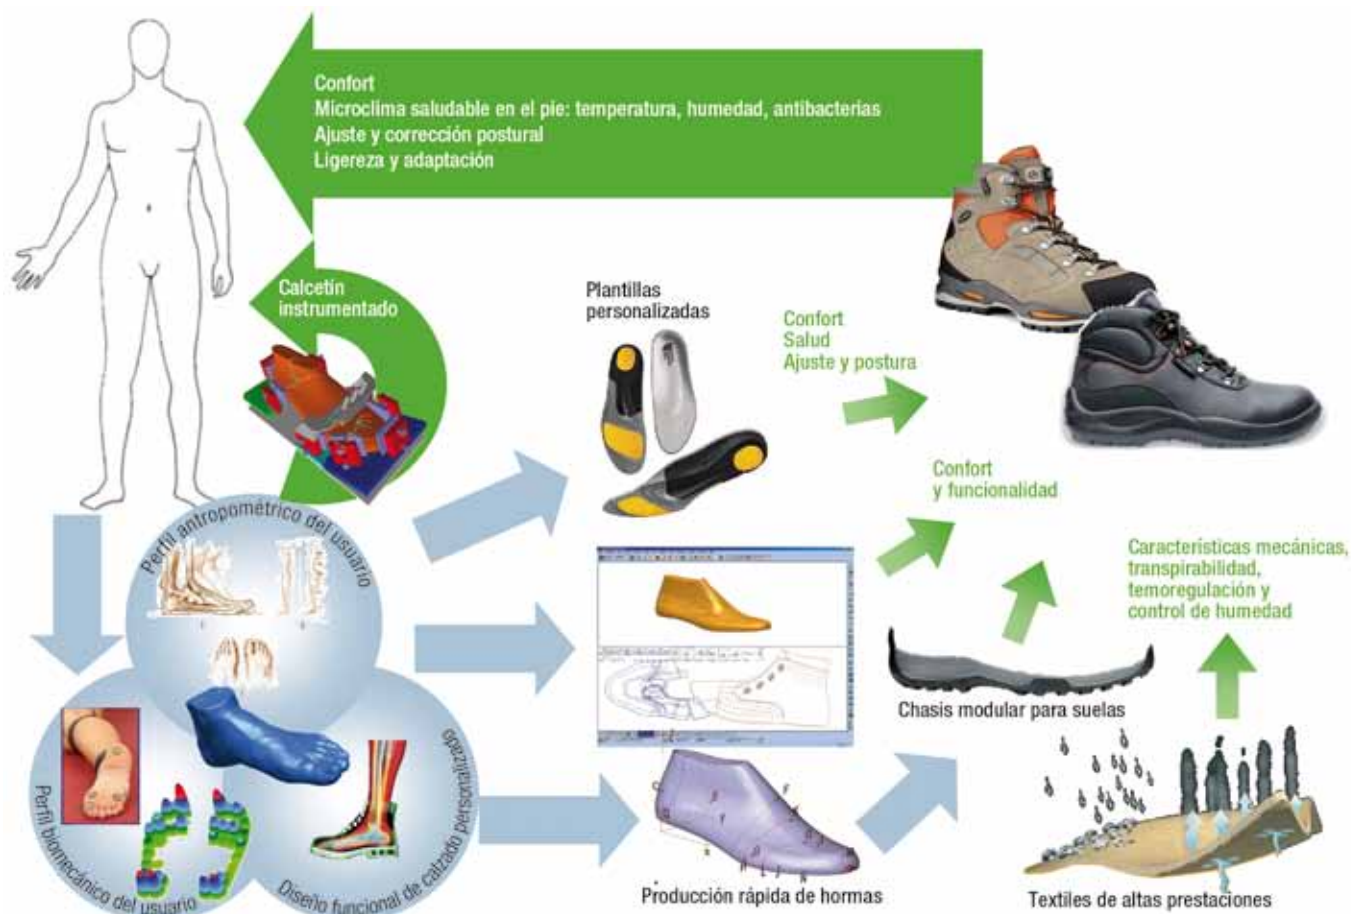 Confort
Microclima saludable en el pie: temperatura, humedad, antibacterias
Ajuste y corrección postural
Ligereza y adaptación
Calcetín
instrumentado
Plantillas
personalizadas
Confort
Salud
Ajuste y postura
Confort
y funcionalidad
Características mecánicas,
transpirabilidad,
temoregulación y
control de humedad
Perfil antropométrico del usuario
Perfil biomecánico del usuario
Diseño funcional de calzado personalizado
Chasis modular para suelas
Producción rápida de hormas
Textiles de altas prestaciones